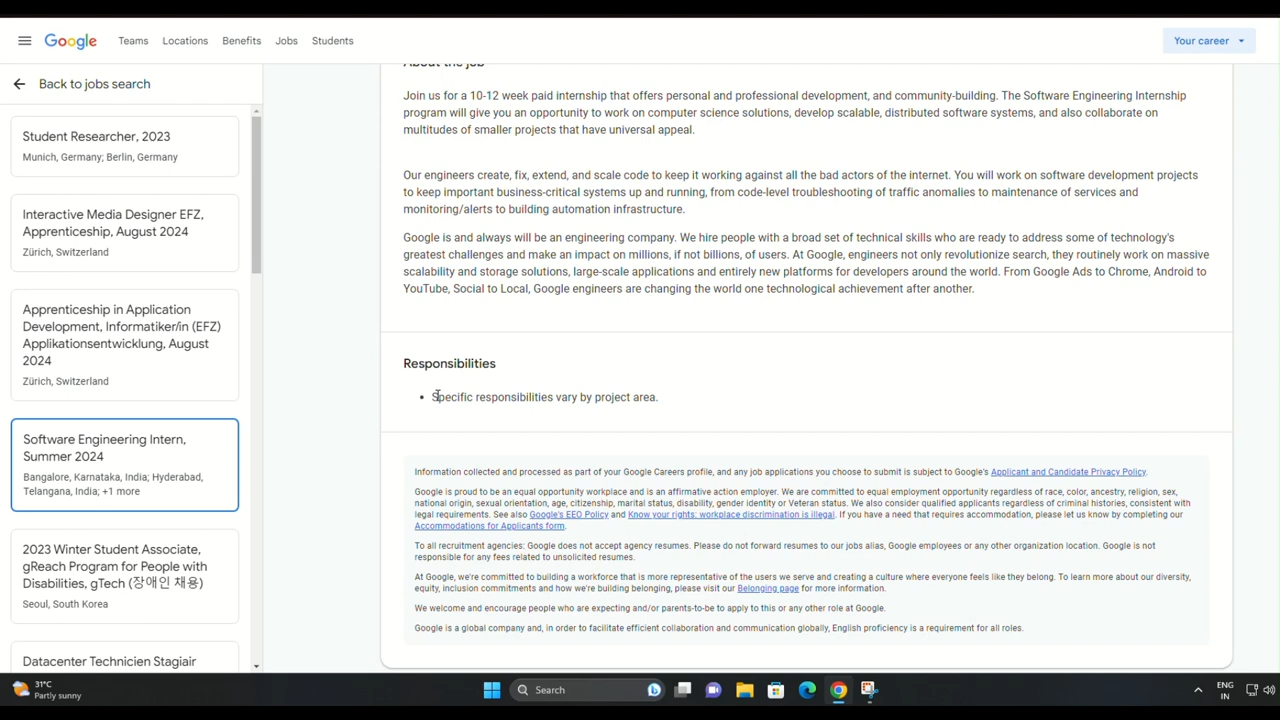 Google
Teams
Locations
Benefits
Jobs
Students
Your career
Back to jobs search
Student Researcher, 2023
Munich, Germany; Berlin, Germany
Interactive Media Designer EFZ,
Apprenticeship, August 2024
Zürich, Switzerland
Apprenticeship in Application
Development, Informatiker/in (EFZ)
Applikationsentwicklung, August
2024
Zürich, Switzerland
Software Engineering Intern,
Summer 2024
Bangalore, Karnataka, India; Hyderabad,
Telangana, India; +1 more
2023 Winter Student Associate,
gReach Program for People with
Disabilities, gTech (장애인 채용)
Seoul, South Korea
Datacenter Technicien Stagiair
About the job
Join us for a 10-12 week paid internship that offers personal and professional development, and community-building. The Software Engineering Internship
program will give you an opportunity to work on computer science solutions, develop scalable, distributed software systems, and also collaborate on
multitudes of smaller projects that have universal appeal.
Our engineers create, fix, extend, and scale code to keep it working against all the bad actors of the internet. You will work on software development projects
to keep important business-critical systems up and running, from code-level troubleshooting of traffic anomalies to maintenance of services and
monitoring/alerts to building automation infrastructure.
Google is and always will be an engineering company. We hire people with a broad set of technical skills who are ready to address some of technology's
greatest challenges and make an impact on millions, if not billions, of users. At Google, engineers not only revolutionize search, they routinely work on massive
scalability and storage solutions, large-scale applications and entirely new platforms for developers around the world. From Google Ads to Chrome, Android to
YouTube, Social to Local, Google engineers are changing the world one technological achievement after another.
Responsibilities
• Specific responsibilities vary by project area.
Information collected and processed as part of your Google Careers profile, and any job applications you choose to submit is subject to Google's Applicant and Candidate Privacy Policy.
Google is proud to be an equal opportunity workplace and is an affirmative action employer. We are committed to equal employment opportunity regardless of race, color, ancestry, religion, sex,
national origin, sexual orientation, age, citizenship, marital status, disability, gender identity or Veteran status. We also consider qualified applicants regardless of criminal histories, consistent with
legal requirements. See also Google's EEO Policy and Know your rights: workplace discrimination is illegal. If you have a need that requires accommodation, please let us know by completing our
Accommodations for Applicants form.
To all recruitment agencies: Google does not accept agency resumes. Please do not forward resumes to our jobs alias, Google employees or any other organization location. Google is not
responsible for any fees related to unsolicited resumes.
At Google, we're committed to building a workforce that is more representative of the users we serve and creating a culture where everyone feels like they belong. To learn more about our diversity,
equity, inclusion commitments and how we're building belonging, please visit our Belonging page for more information.
We welcome and encourage people who are expecting and/or parents-to-be to apply to this or any other role at Google.
Google is a global company and, in order to facilitate efficient collaboration and communication globally, English proficiency is a requirement for all roles.
31°C
Partly sunny
Search
ENG
IN